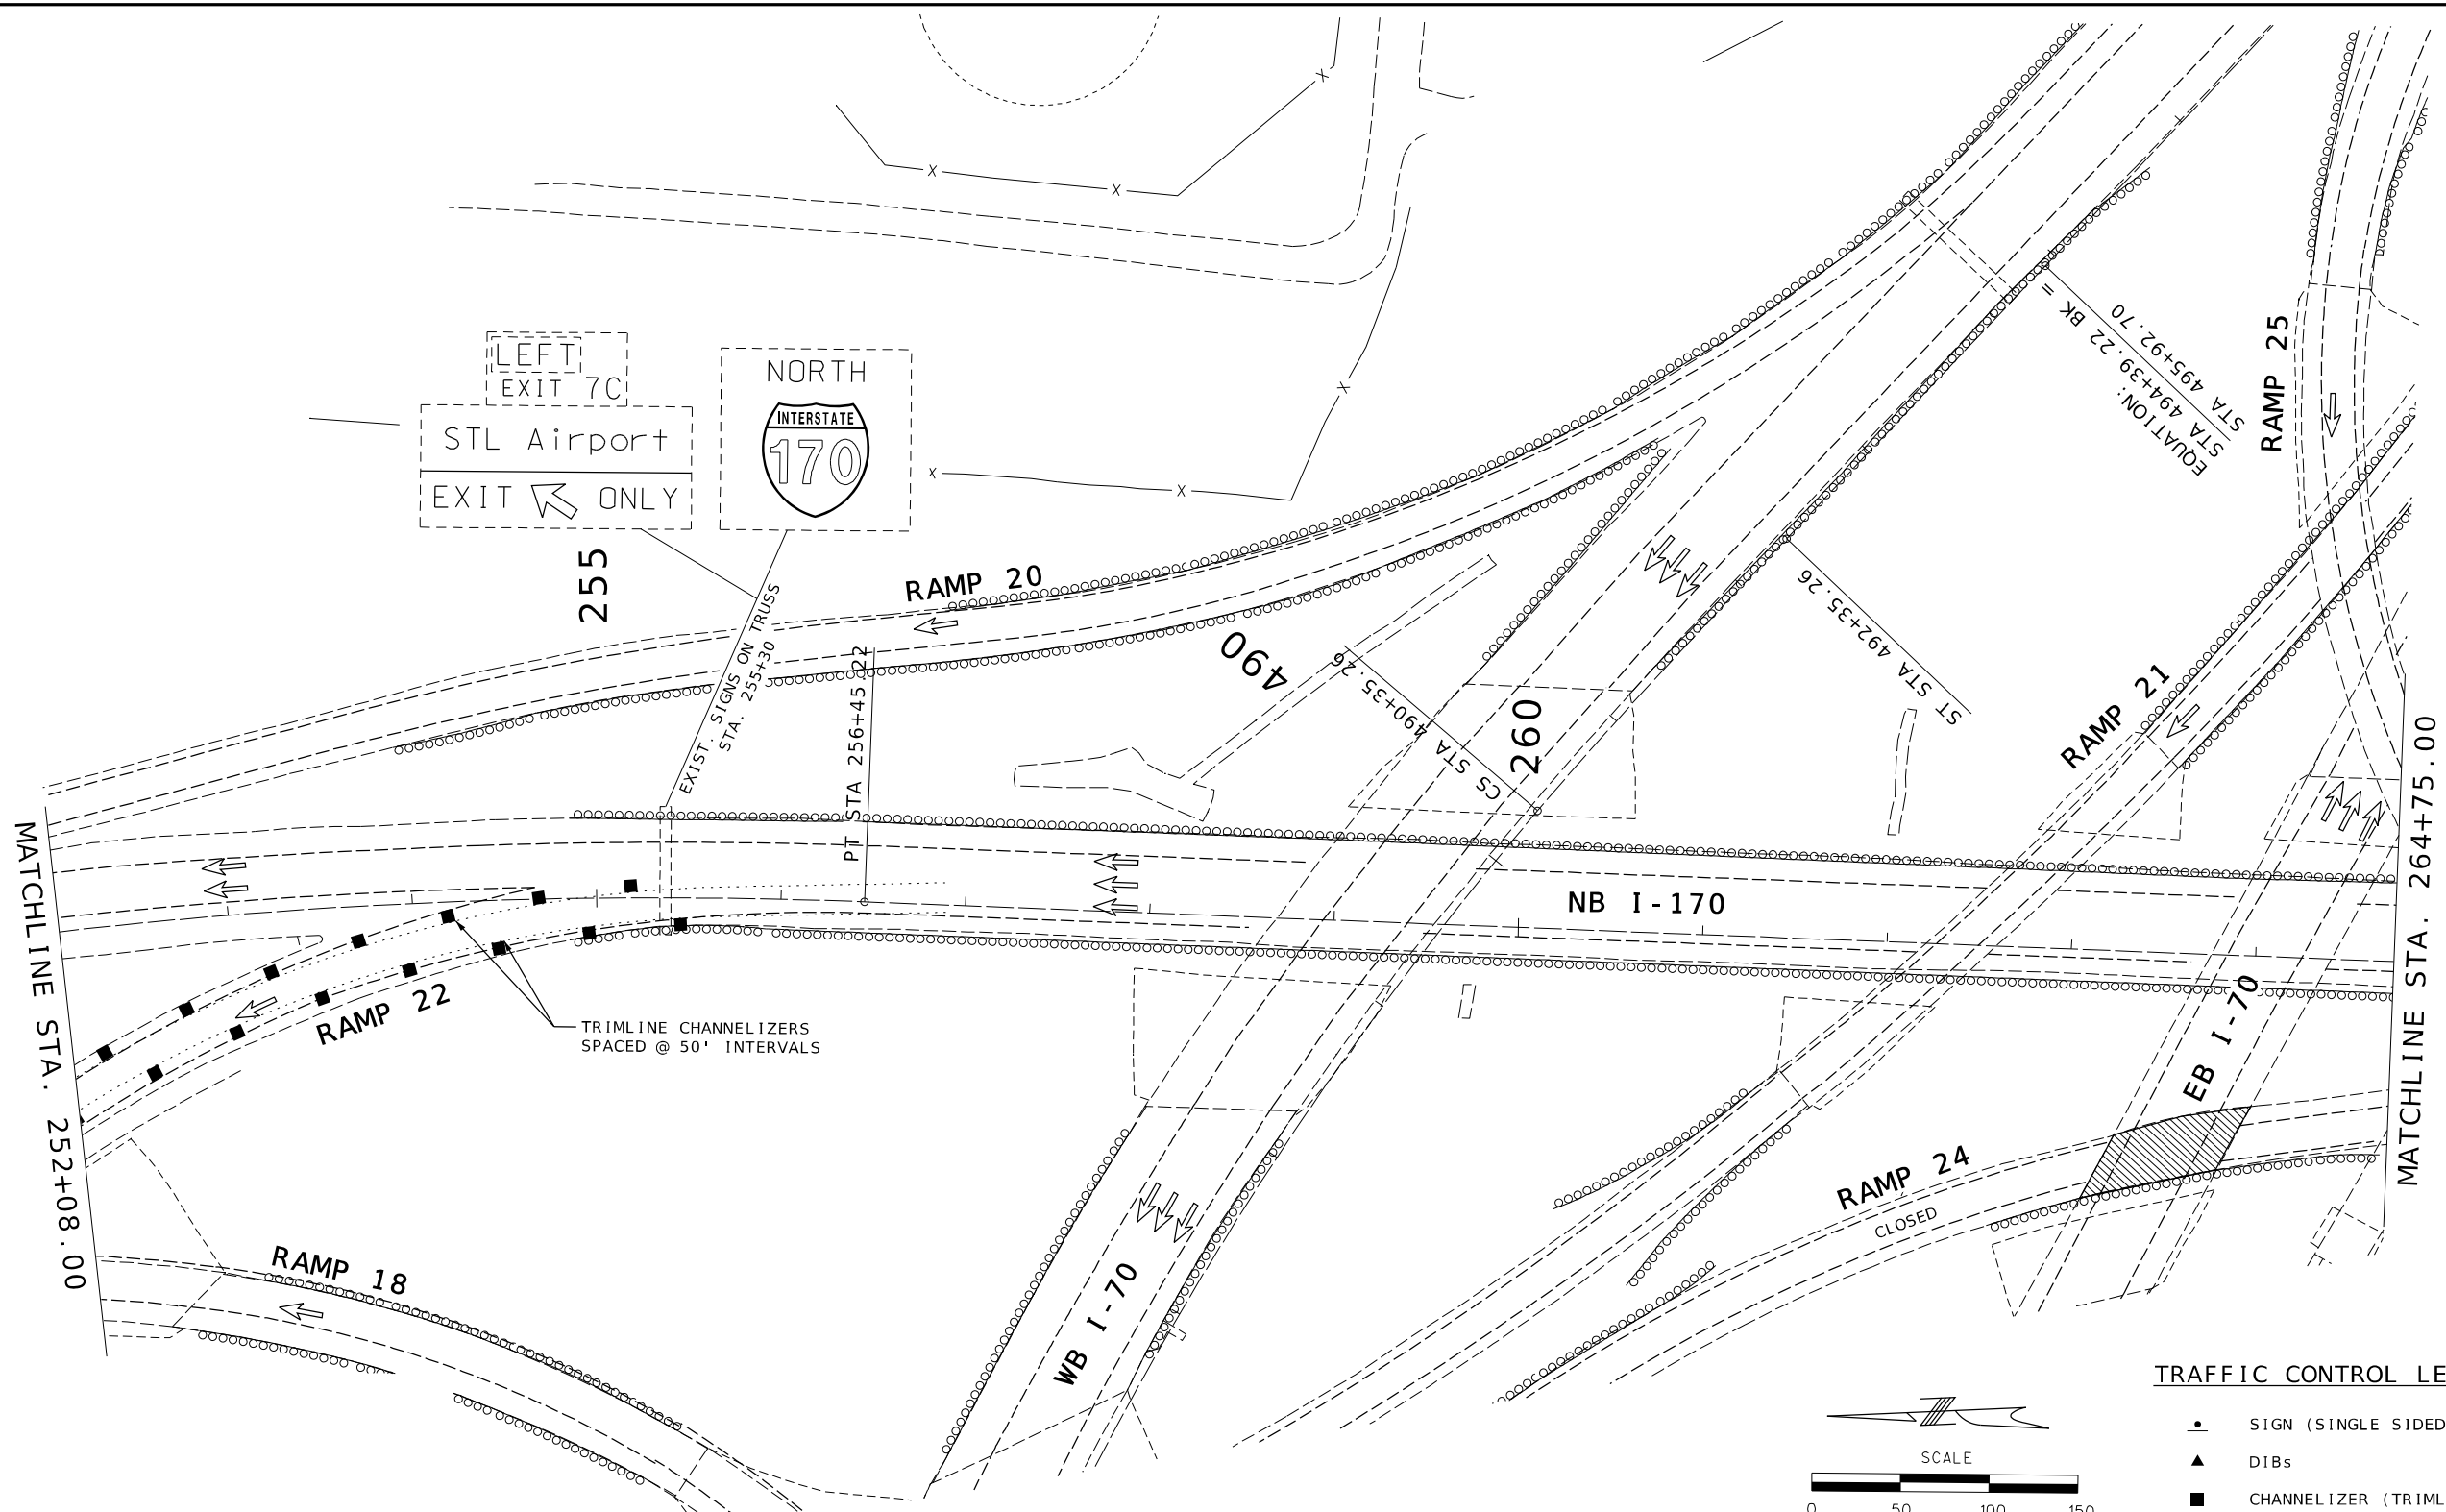 LEFT
EXIT 7C
STL Airport
EXIT ONLY
NORTH
INTERSTATE
170
255
RAMP 20
EXIST. SIGNS ON TRUSS
STA. 255+30
PT STA 256+45.22
490
CS STA 490+35.26
260
ST STA 492+35.26
EQUATION:
STA 494+39.22 BK =
STA 495+92.70
RAMP 25
RAMP 21
MATCHLINE STA. 264+75.00
NB I-170
EB I-70
MATCHLINE STA. 252+08.00
RAMP 22
TRIMLINE CHANNELIZERS
SPACED @ 50' INTERVALS
RAMP 18
WB I-70
RAMP 24
CLOSED
TRAFFIC CONTROL LE
SIGN (SINGLE SIDED
DIBs
CHANNELIZER (TRIML
SCALE
0 50 100 150